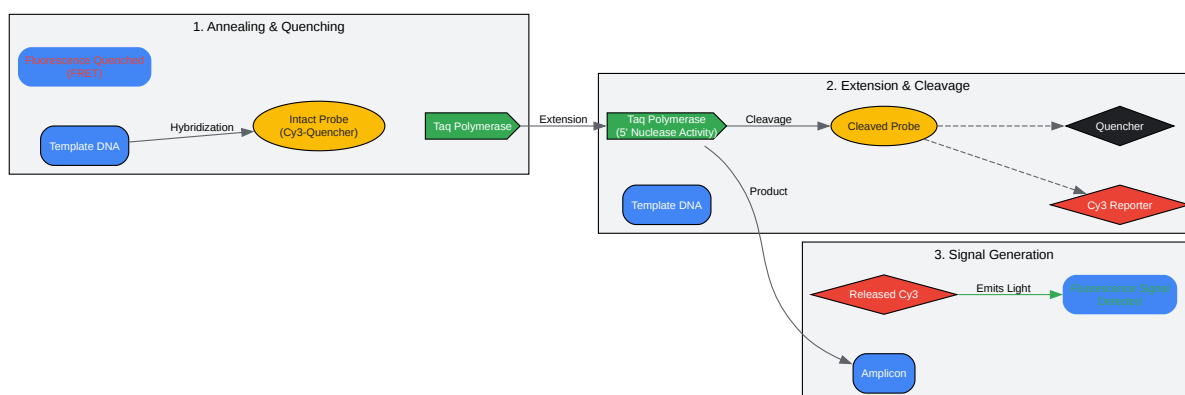 1. Annealing & Quenching
Fluorescence Quenched
(FRET)
Template DNA
Hybridization
Intact Probe
(Cy3-Quencher)
Taq Polymerase
Extension
2. Extension & Cleavage
Taq Polymerase
(5' Nuclease Activity)
Cleavage
Cleaved Probe
Quencher
Cy3 Reporter
Template DNA
Product
3. Signal Generation
Released Cy3
Emits Light
Fluorescence Signal
Detected
Amplicon